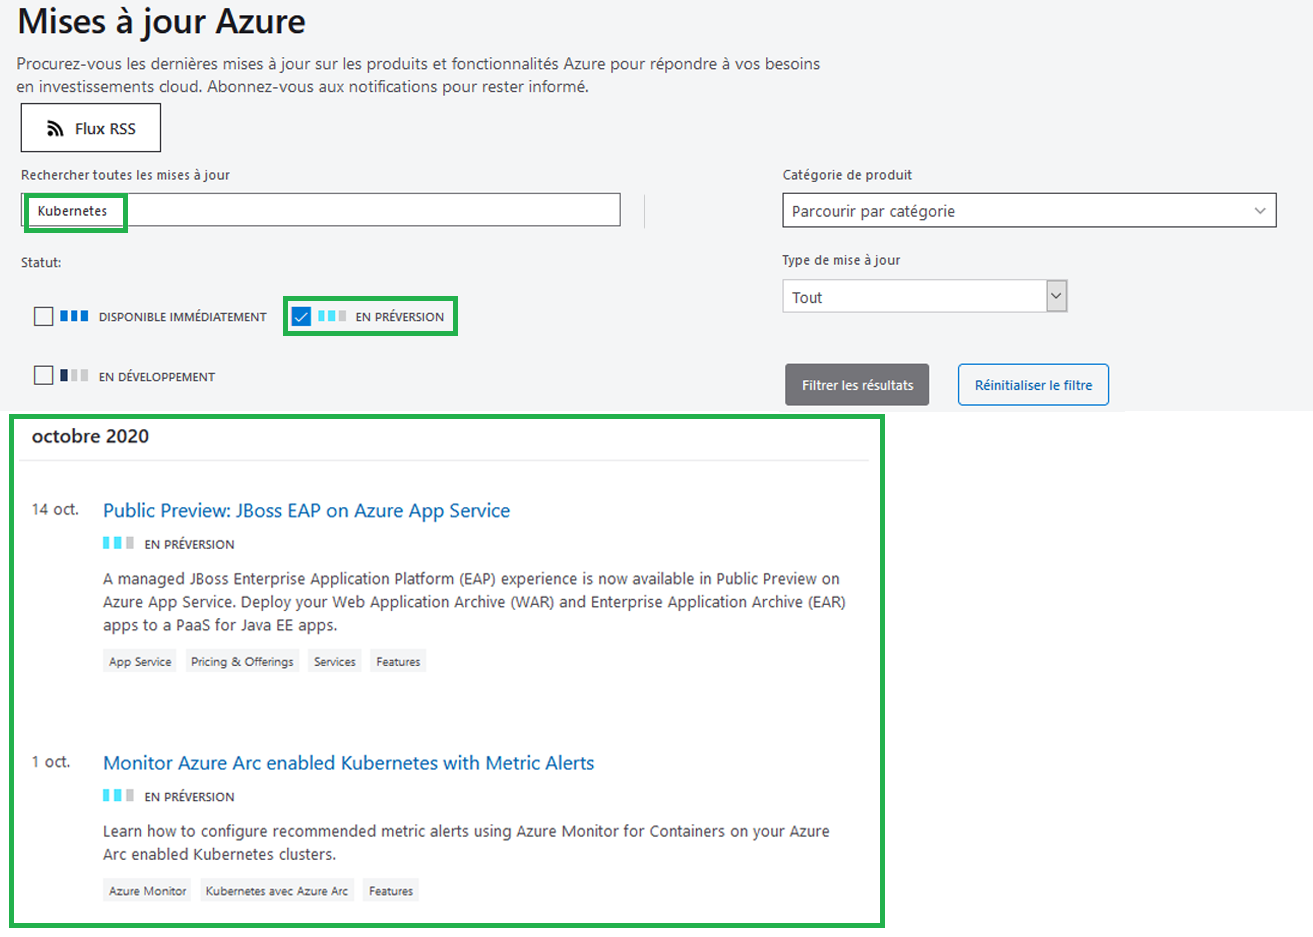 Mises à jour Azure
Procurez-vous les dernières mises à jour sur les produits et fonctionnalités Azure pour répondre à vos besoins
en investissements cloud. Abonnez-vous aux notifications pour rester informé.
Flux RSS
Rechercher toutes les mises à jour
Kubernetes
Catégorie de produit
Parcourir par catégorie
Statut:
Type de mise à jour
Tout
DISPONIBLE IMMÉDIATEMENT
EN PRÉVERSION
EN DÉVELOPPEMENT
Filtrer les résultats
Réinitialiser le filtre
octobre 2020
14 oct.
Public Preview: JBoss EAP on Azure App Service
EN PRÉVERSION
A managed JBoss Enterprise Application Platform (EAP) experience is now available in Public Preview on
Azure App Service. Deploy your Web Application Archive (WAR) and Enterprise Application Archive (EAR)
apps to a PaaS for Java EE apps.
App Service
Pricing & Offerings
Services
Features
1 oct.
Monitor Azure Arc enabled Kubernetes with Metric Alerts
EN PRÉVERSION
Learn how to configure recommended metric alerts using Azure Monitor for Containers on your Azure
Arc enabled Kubernetes clusters.
Azure Monitor
Kubernetes avec Azure Arc
Features